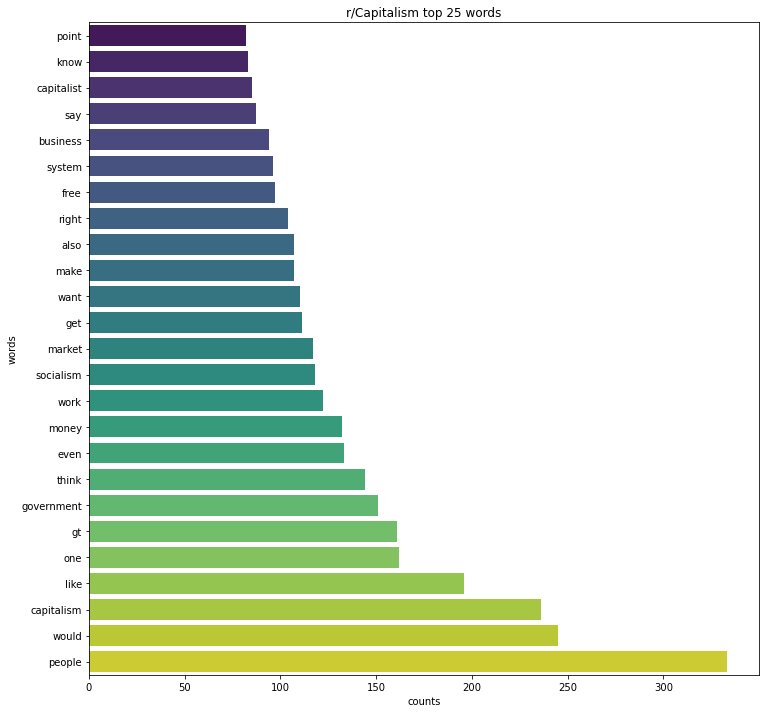 r/Capitalism top 25 words
point
know
capitalist
say
business
system
free
right
also
make
want
get
market
socialism
work
money
even
think
government
gt
one
like
capitalism
would
people
words
0 50 100 150 200 250 300
counts